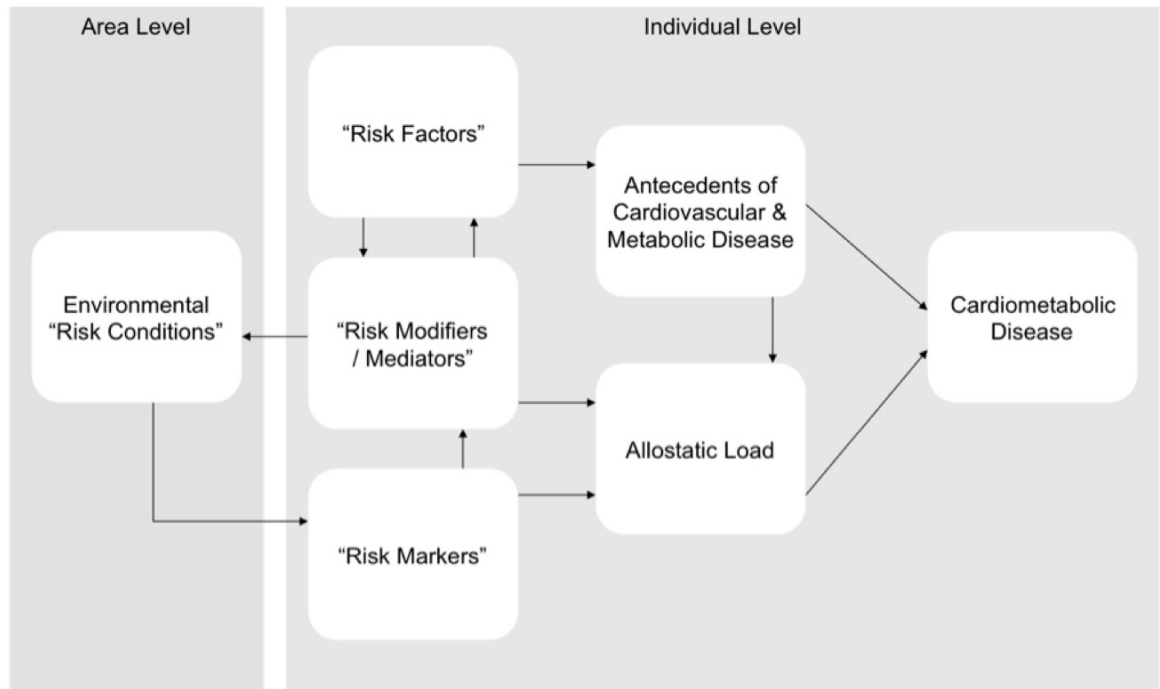 Area Level
Individual Level
“Risk Factors”
Antecedents of
Cardiovascular &
Metabolic Disease
Environmental
“Risk Conditions”
“Risk Modifiers
/ Mediators”
Cardiometabolic
Disease
Allostatic Load
“Risk Markers”